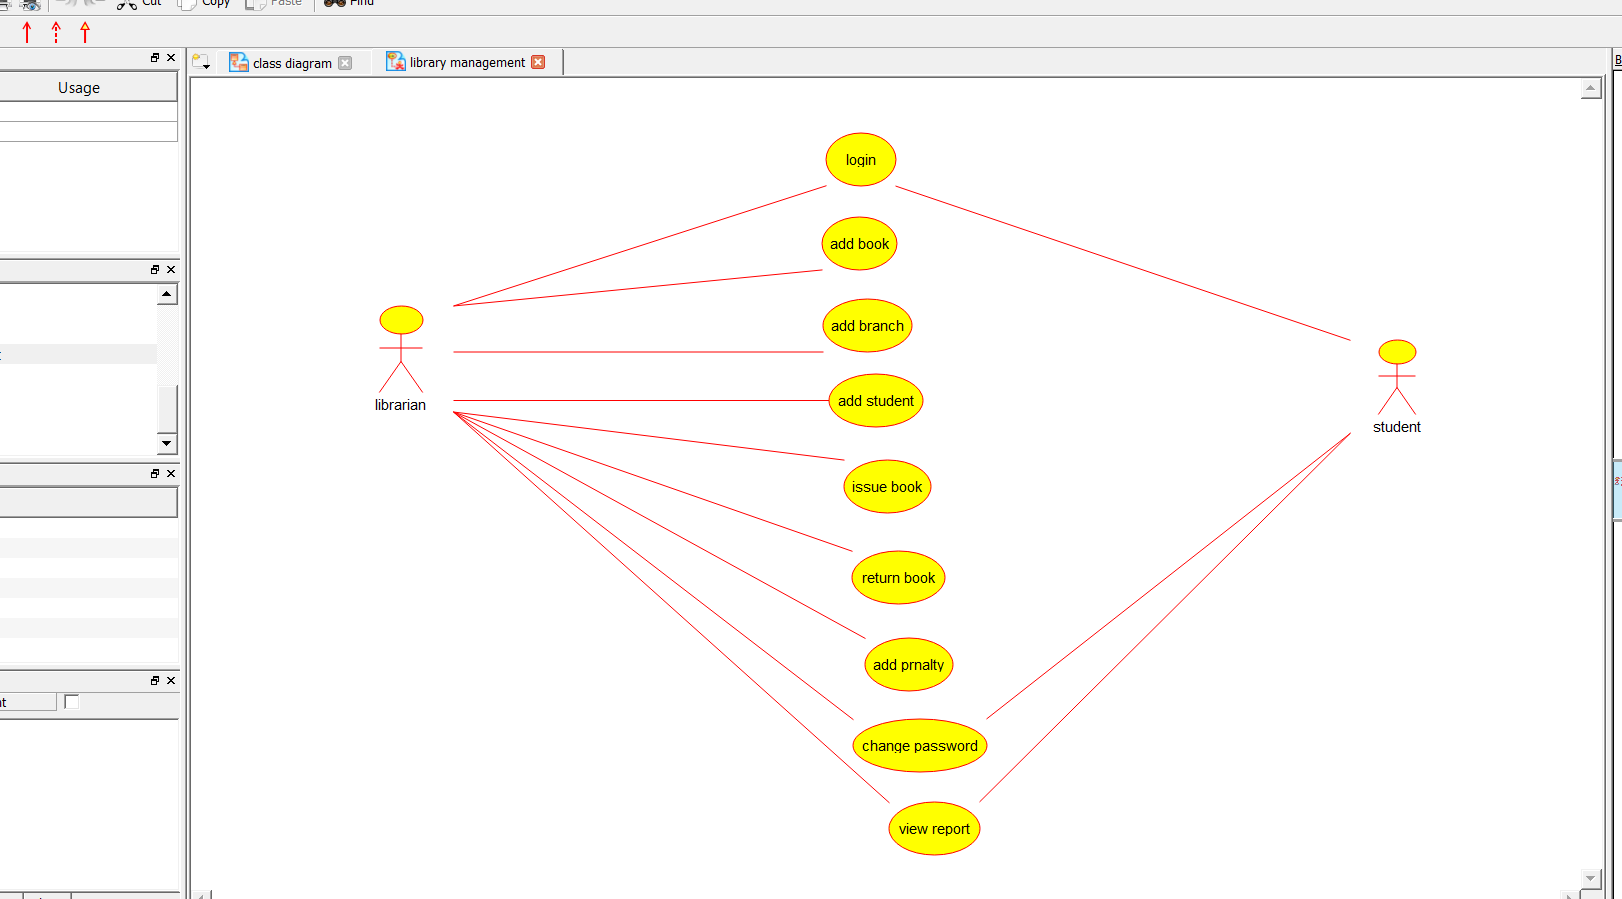 Cut
Copy
Paste
Find
Usage
class diagram
library management
login
add book
add branch
librarian
add student
student
issue book
return book
add prnalty
change password
view report